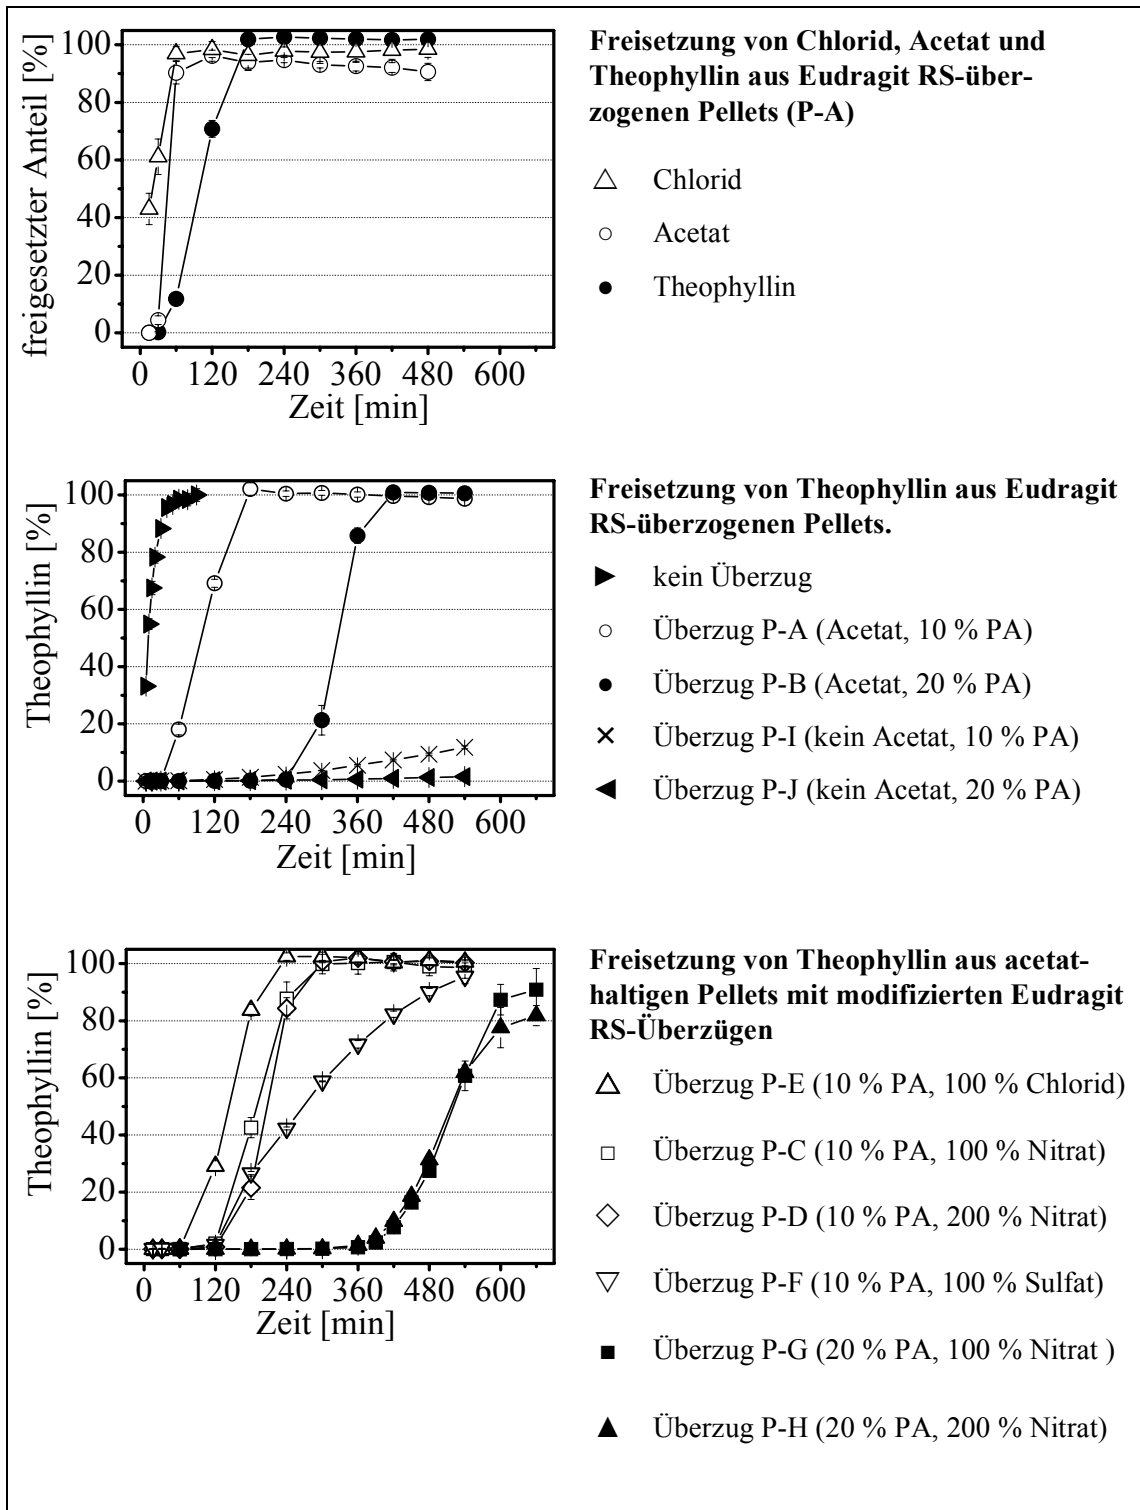 freigesetzter Anteil [%]
100
80
60
40
20
0
0 120 240 360 480 600
Zeit [min]
Freisetzung von Chlorid, Acetat und
Theophyllin aus Eudragit RS-über-
zogenen Pellets (P-A)
Chlorid
Acetat
Theophyllin
Theophyllin [%]
100
80
60
40
20
0
0 120 240 360 480 600
Zeit [min]
Freisetzung von Theophyllin aus Eudragit
RS-überzogenen Pellets.
kein Überzug
Überzug P-A (Acetat, 10 % PA)
Überzug P-B (Acetat, 20 % PA)
Überzug P-I (kein Acetat, 10 % PA)
Überzug P-J (kein Acetat, 20 % PA)
Theophyllin [%]
100
80
60
40
20
0
0 120 240 360 480 600
Zeit [min]
Freisetzung von Theophyllin aus acetat-
haltigen Pellets mit modifizierten Eudragit
RS-Überzügen
Überzug P-E (10 % PA, 100 % Chlorid)
Überzug P-C (10 % PA, 100 % Nitrat)
Überzug P-D (10 % PA, 200 % Nitrat)
Überzug P-F (10 % PA, 100 % Sulfat)
Überzug P-G (20 % PA, 100 % Nitrat )
Überzug P-H (20 % PA, 200 % Nitrat)